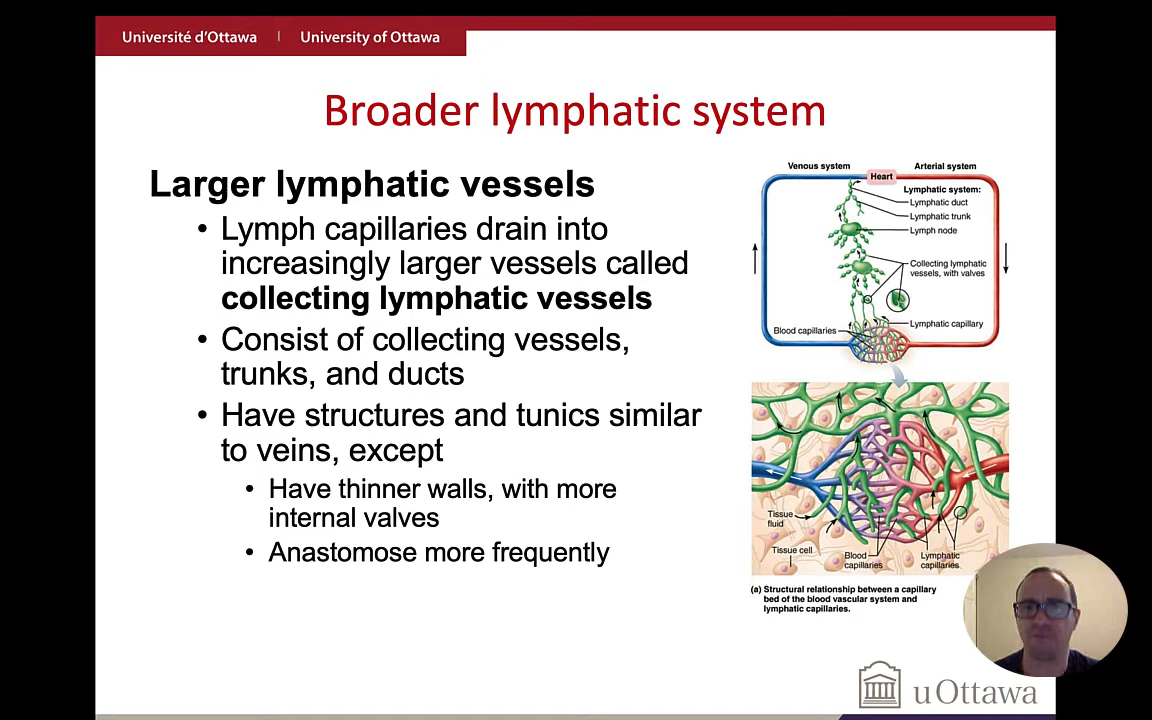 Université d'Ottawa | University of Ottawa
Broader lymphatic system
Larger lymphatic vessels
• Lymph capillaries drain into
increasingly larger vessels called
collecting lymphatic vessels
• Consist of collecting vessels,
trunks, and ducts
• Have structures and tunics similar
to veins, except
• Have thinner walls, with more
internal valves
• Anastomose more frequently
Venous system
Arterial system
Heart
Lymphatic system:
Lymphatic duct
Lymphatic trunk
Lymph node
Collecting lymphatic
vessels, with valves
Blood capillaries
Lymphatic capillary
Tissue
fluid
Tissue cell
Blood
capillaries
Lymphatic
capillaries
(a) Structural relationship between a capillary
bed of the blood vascular system and
lymphatic capillaries.
uOttawa